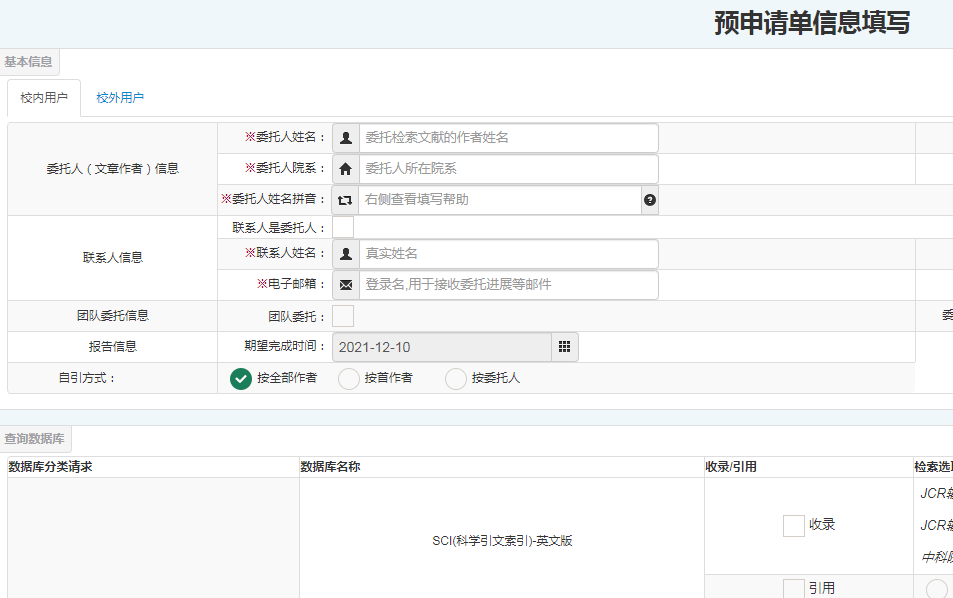 预申请单信息填写
基本信息
校内用户 校外用户
委托人（文章作者）信息
※委托人姓名： 委托检索文献的作者姓名
※委托人院系： 委托人所在院系
※委托人姓名拼音： 右侧查看填写帮助
联系人信息
联系人是委托人：
※联系人姓名： 真实姓名
※电子邮箱： 登录名,用于接收委托进展等邮件
团队委托信息 团队委托： 委
报告信息 期望完成时间： 2021-12-10
自引方式： 按全部作者 按首作者 按委托人
查询数据库
数据库分类请求 数据库名称 收录/引用 检索选
JCR
SCI(科学引文索引)-英文版 收录 JCR
中科院
引用